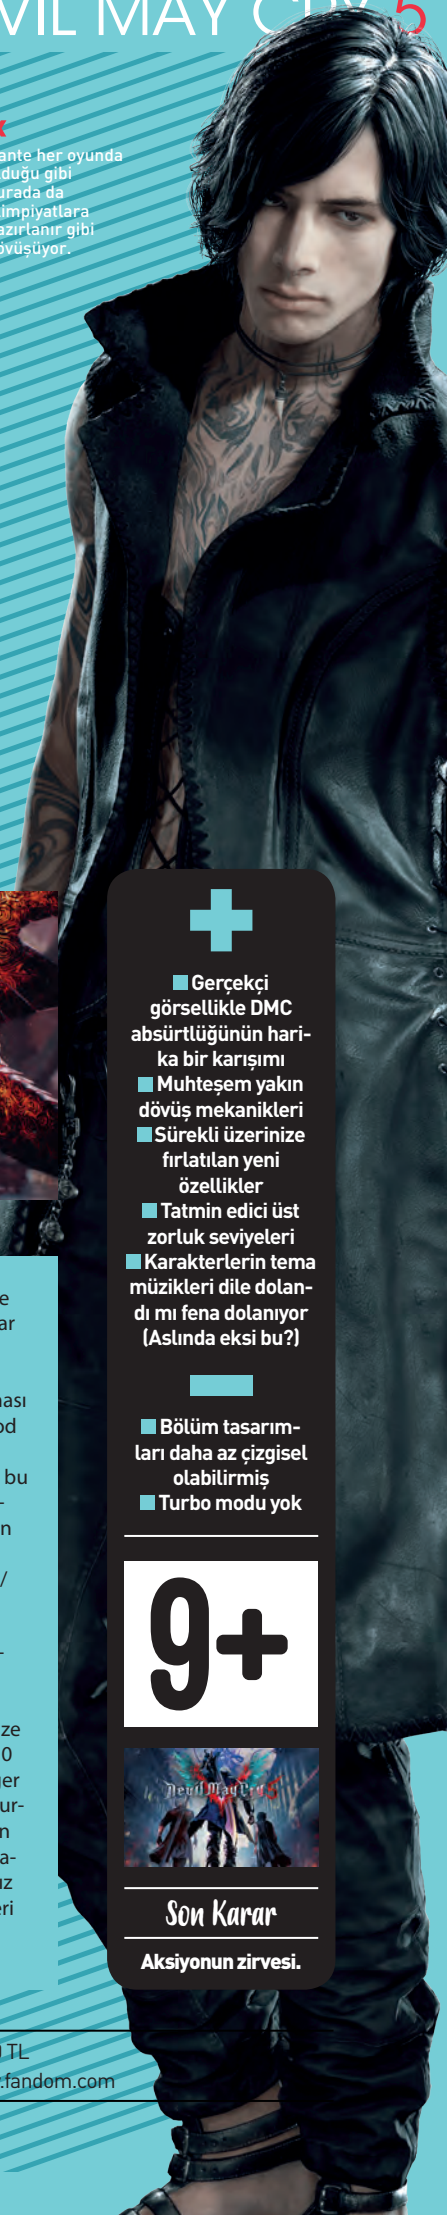 VIL MAY CRY 5
ante her oyunda
lduğu gibi
urada da
limpiyatlara
azırlanır gibi
övüşüyor.
Gerçekçi
görsellikle DMC
absürtlüğünün hari-
ka bir karışımı
Muhteşem yakın
dövüş mekanikleri
Sürekli üzerinize
fırlatılan yeni
özellikler
Tatmin edici üst
zorluk seviyeleri
Karakterlerin tema
müzikleri dile dolan-
dı mı fena dolanıyor
(Aslında eksi bu?)
Bölüm tasarım-
ları daha az çizgisel
olabilirmiş
Turbo modu yok
9+
Devil May Cry 5
Son Karar
Aksiyonun zirvesi.
e
ar
ası
od
bu
-
n
/
-
ze
0
ğer
ur-
n
a-
ız
eri
TL
.fandom.com